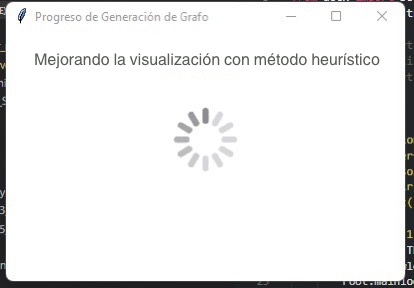 Progreso de Generación de Grafo
Mejorando la visualización con método heurístico